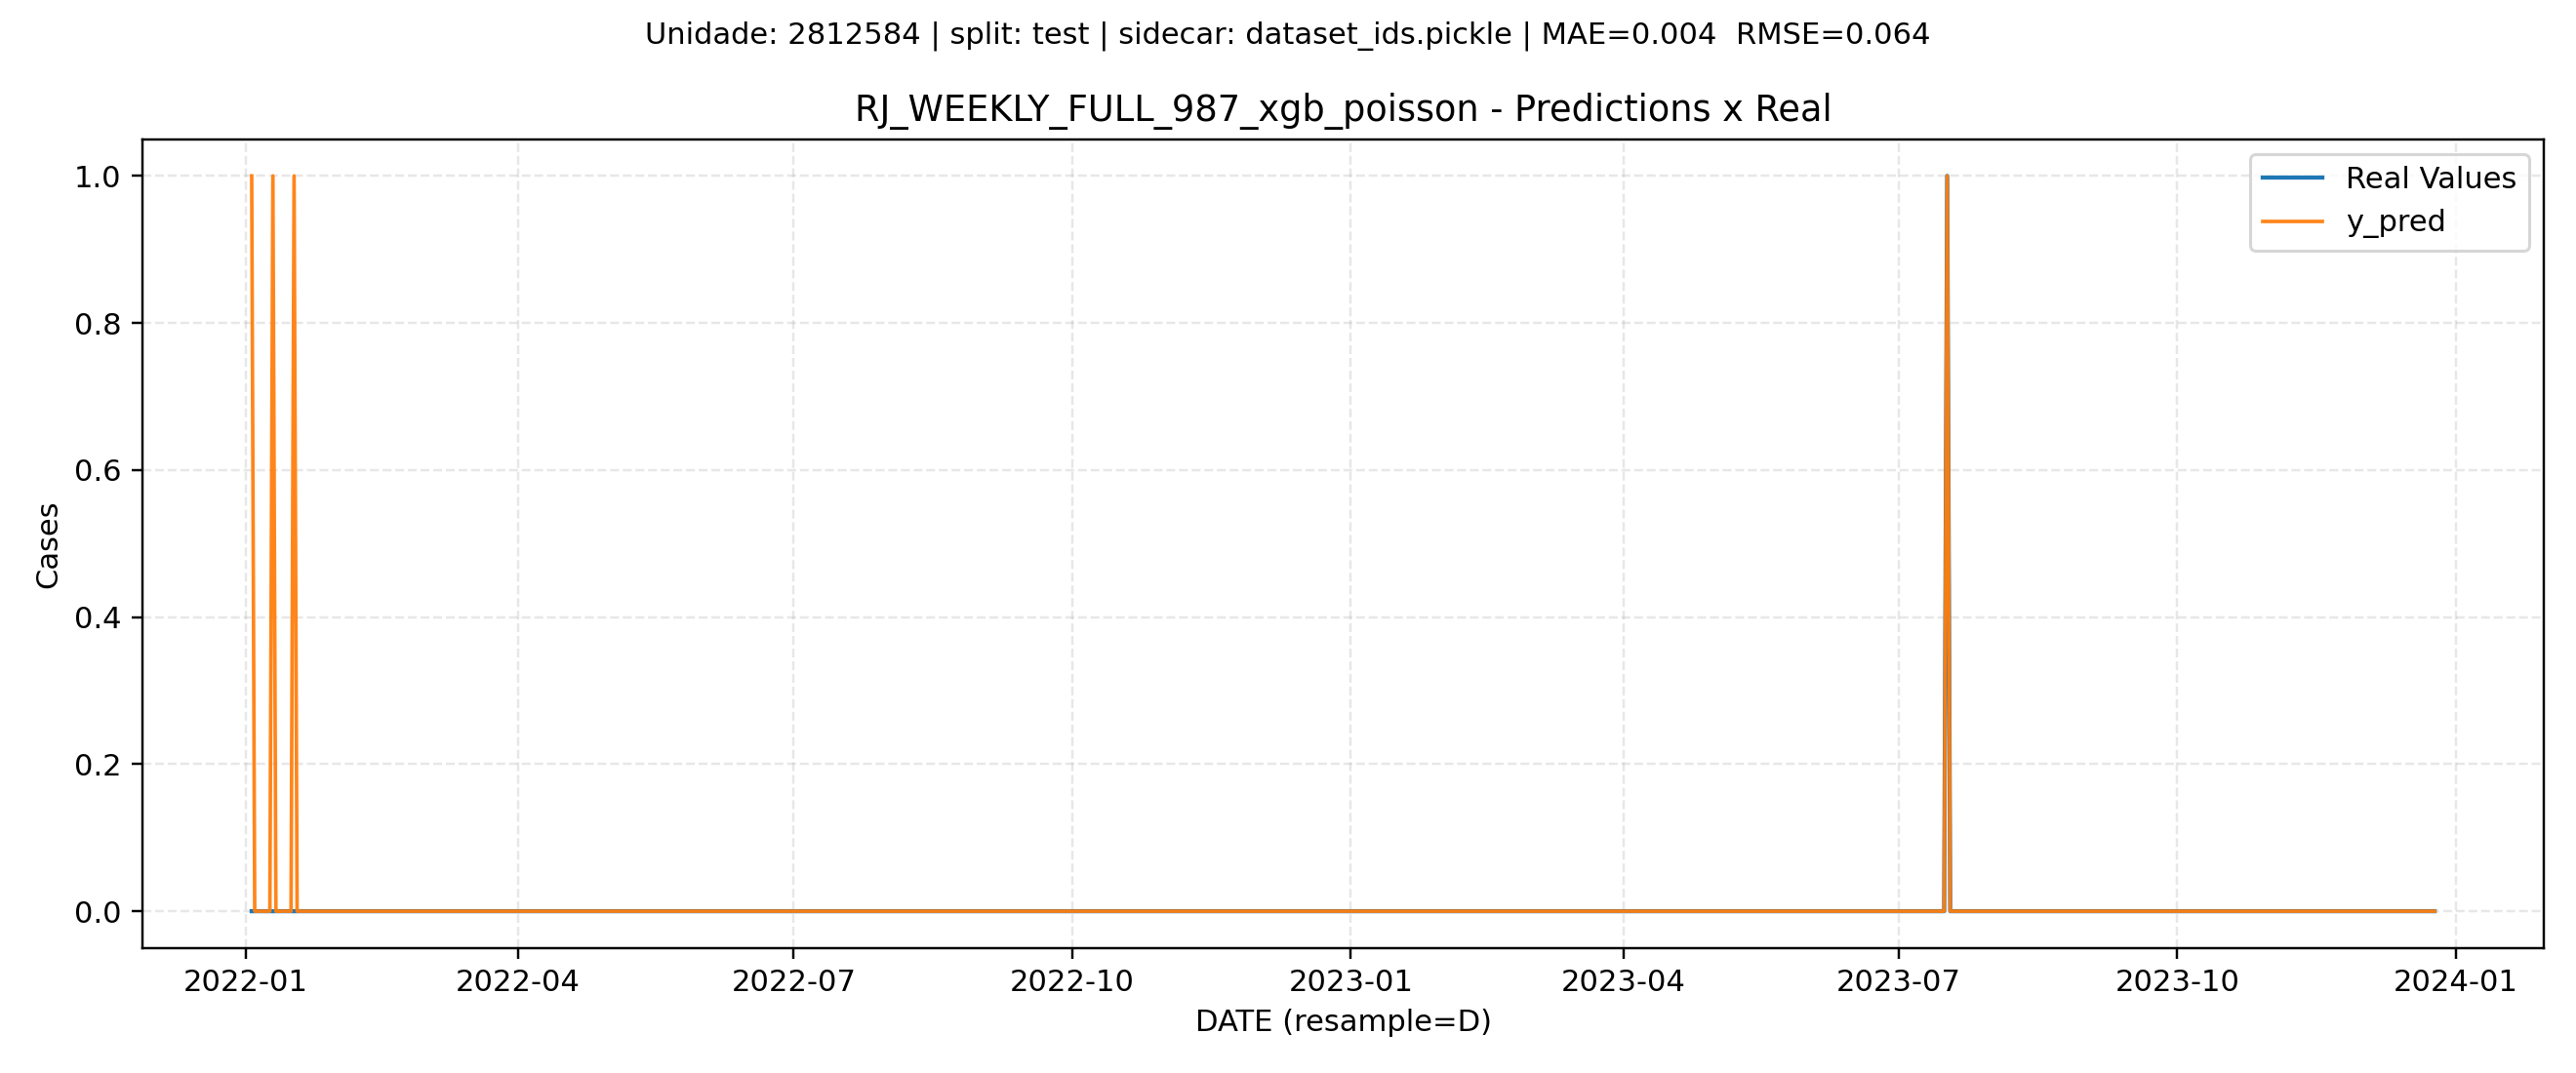 Unidade: 2812584 | split: test | sidecar: dataset_ids.pickle | MAE=0.004  RMSE=0.064
RJ_WEEKLY_FULL_987_xgb_poisson - Predictions x Real
Real Values
y_pred
1.0
0.8
0.6
0.4
0.2
0.0
Cases
2022-01
2022-04
2022-07
2022-10
2023-01
2023-04
2023-07
2023-10
2024-01
DATE (resample=D)